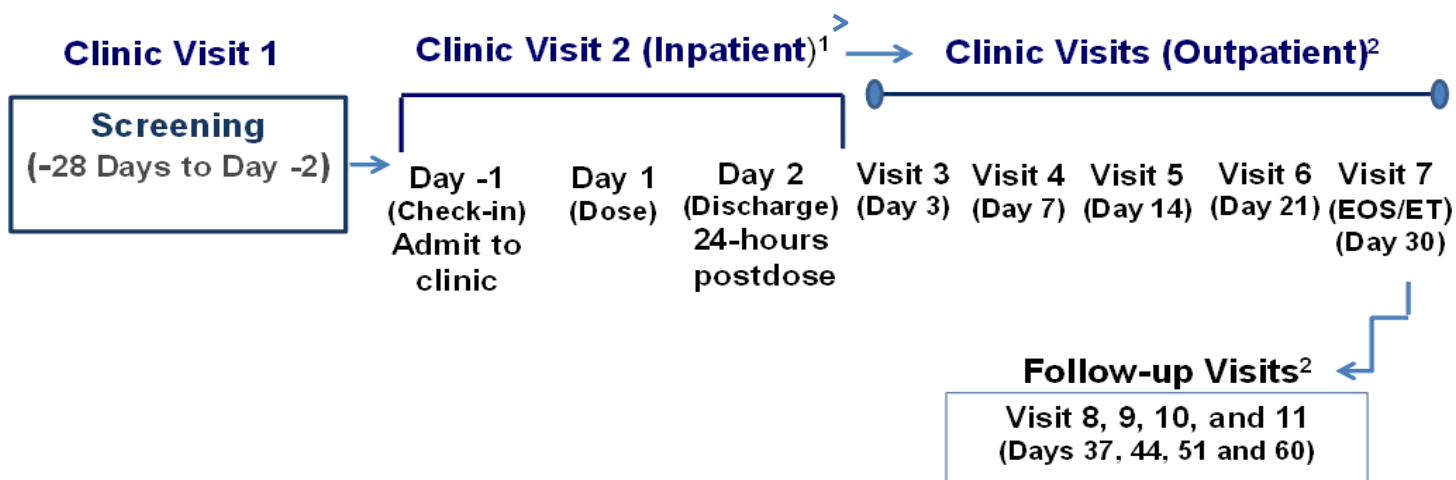 Clinic Visit 1
Screening
(-28 Days to Day -2)
Clinic Visit 2 (Inpatient)1
Day -1
(Check-in)
Admit to
clinic
Day 1
(Dose)
Day 2
(Discharge)
24-hours
postdose
Clinic Visits (Outpatient)2
Visit 3
(Day 3)
Visit 4
(Day 7)
Visit 5
(Day 14)
Visit 6
(Day 21)
Visit 7
(EOS/ET)
(Day 30)
Follow-up Visits2
Visit 8, 9, 10, and 11
(Days 37, 44, 51 and 60)